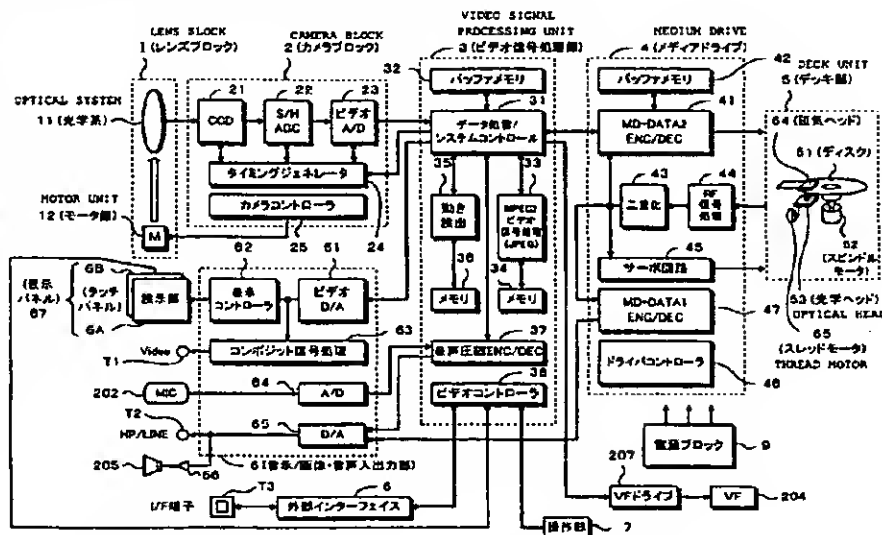 LENS BLOCK
1 (レンズブロック)
CAMERA BLOCK
2 (カメラブロック)
VIDEO SIGNAL
PROCESSING UNIT
3 (ビデオ信号処理部)
MEDIUM DRIVE
4 (メディアドライブ)
DECK UNIT
5 (デッキ部)
OPTICAL SYSTEM
11 (光学系)
MOTOR UNIT
12 (モータ部)
M
21
CCD
22
S/H
AGC
23
ビデオ
A/D
タイミングジェネレータ
24
カメラコントローラ
25
32
バッファメモリ
31
データ処理/
システムコントロール
35
動き
検出
33
MPEG2
ビデオ
信号処理
(JPEG)
36
メモリ
34
メモリ
37
音声圧縮ENC/DEC
38
ビデオコントローラ
42
バッファメモリ
41
MD-DATA2
ENC/DEC
43
二値化
44
RF
信号
処理
45
サーボ回路
MD-DATA1
ENC/DEC
47
ドライバコントローラ
46
64 (磁気ヘッド)
51 (ディスク)
52
(スピンドル
モータ)
53 (光学ヘッド)
OPTICAL HEAD
65
(スレッドモータ)
THREAD MOTOR
(表示
パネル)
67
6B
(タッチ
パネル)
6A
表示部
62
表示
コントローラ
61
ビデオ
D/A
63
コンポジット信号処理
Video
T1
202
MIC
64
A/D
T2
HP/LINE
65
D/A
205
66
6 (表示/画像・音声入出力部)
I/F端子
T3
6
外部インターフェイス
7
操作部
電源ブロック
9
207
VFドライブ
VF
204